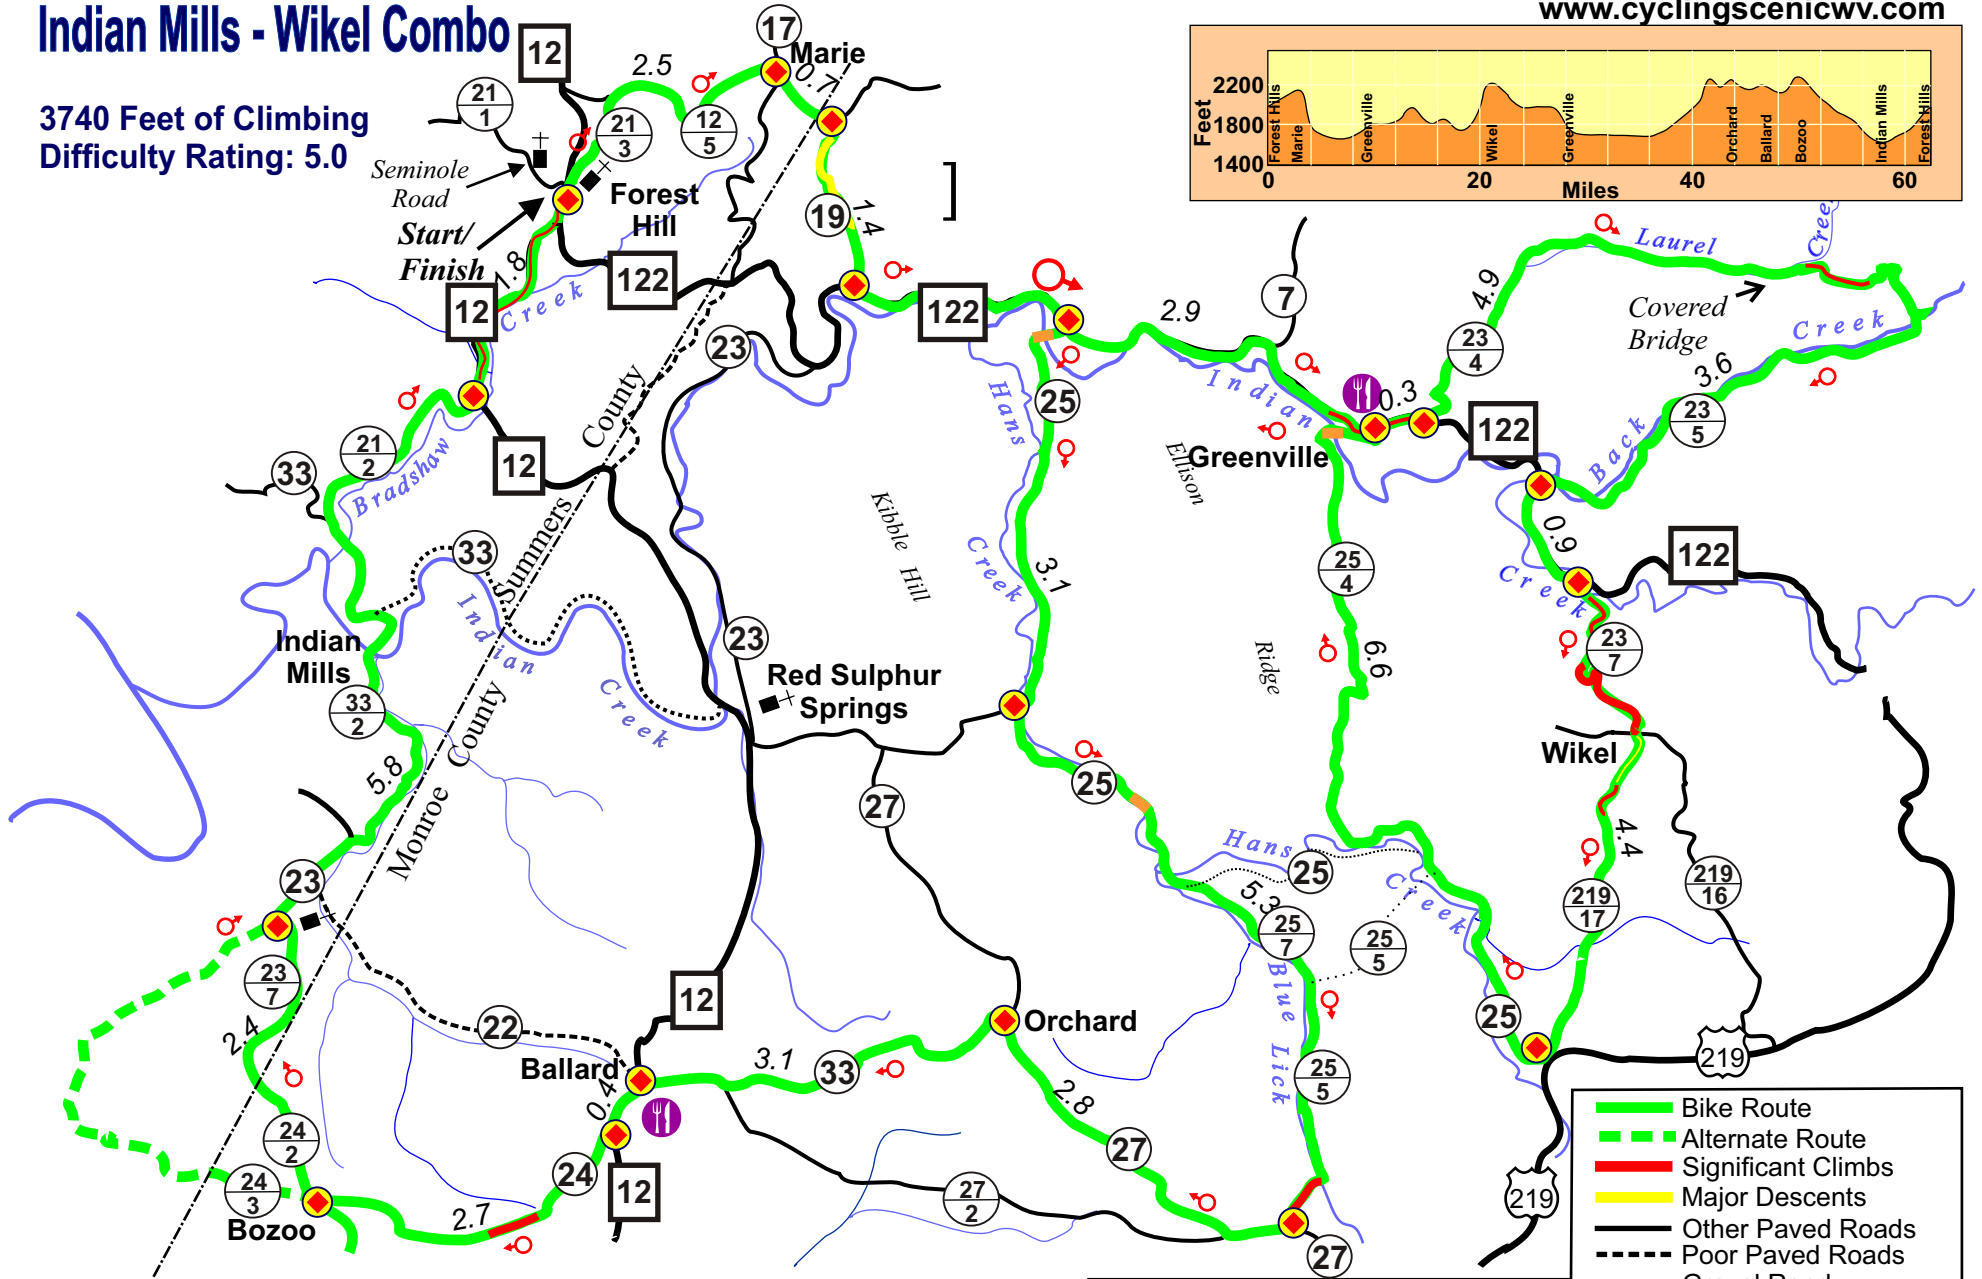 Indian Mills - Wikel Combo
3740 Feet of Climbing
Difficulty Rating: 5.0
www.cyclingscenicwv.com
Feet
2200
1800
1400
Forest Hills
Marie
Greenville
Wikel
Greenville
Orchard
Ballard
Bozoo
Indian Mills
Forest Hills
0
20
40
60
Miles
12
17
Marie
2.5
0.7
21
1
21
3
12
5
Seminole
Road
Start/
Finish
Forest
Hill
19
1.4
]
122
1.8
12
Creek
122
7
2.9
Laurel
Creek
4.9
Covered
Bridge
23
4
Creek
3.6
23
5
Back
23
25
Hans
Creek
Indian
0.3
Greenville
122
County
21
2
Bradshaw
33
12
33
Summers
Indian
Creek
Kibble Hill
Ellison
Ridge
3.1
25
4
6.6
0.9
Creek
122
23
7
Indian
Mills
33
2
5.8
County
Monroe
23
Red Sulphur
Springs
Wikel
25
27
4.4
Hans
25
Creek
219
17
219
16
23
5.3
25
7
25
5
23
7
2.4
22
12
Orchard
Blue Lick
25
219
Ballard
3.1
33
0.4
2.8
25
5
24
2
24
3
Bozoo
2.7
24
12
27
27
2
27
219
Bike Route
Alternate Route
Significant Climbs
Major Descents
Other Paved Roads
Poor Paved Roads